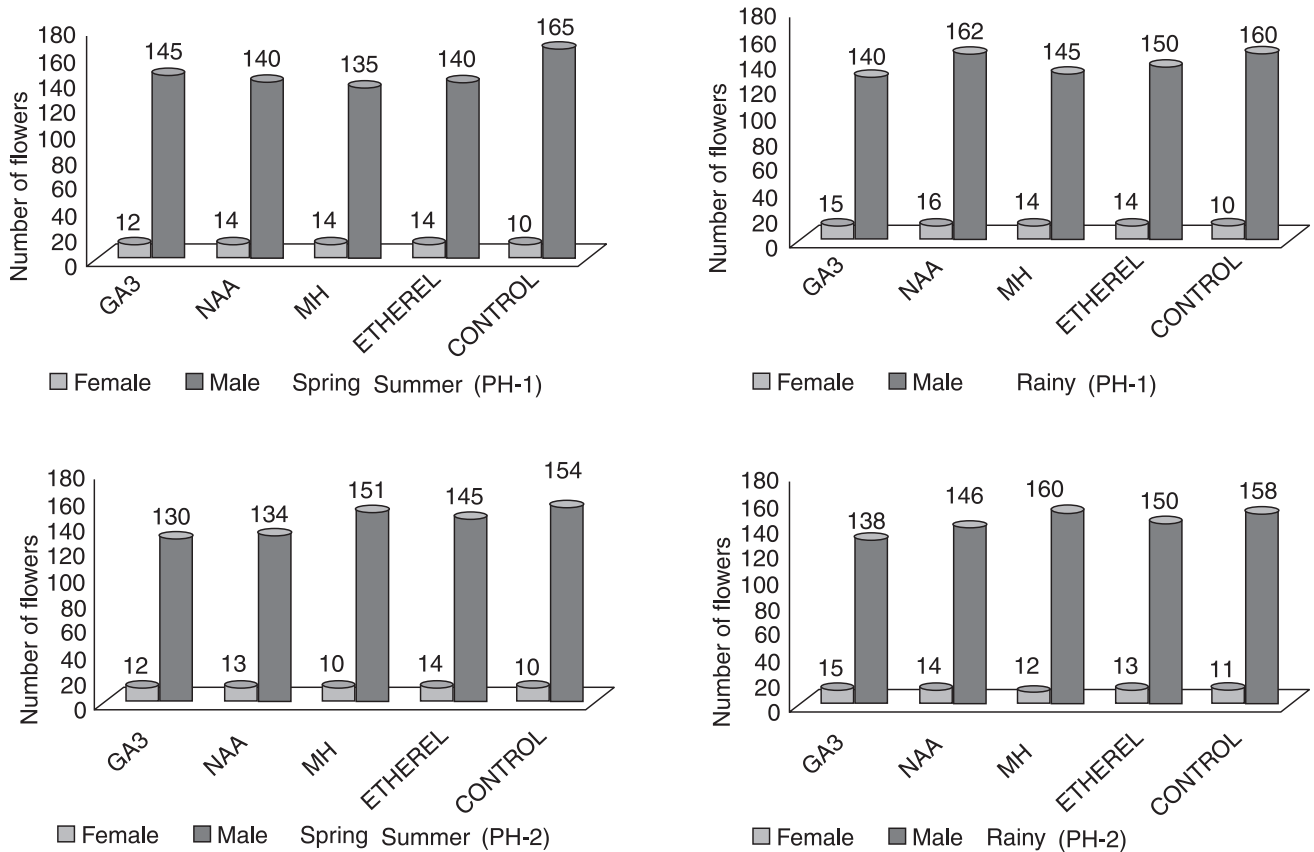 Number of flowers
180
160
140
120
100
80
60
40
20
0
145
140
135
140
165
12
14
14
14
10
GA3
NAA
MH
ETHEREL
CONTROL
Female Male Spring Summer (PH-1)
Number of flowers
180
160
140
120
100
80
60
40
20
0
140
162
145
150
160
15
16
14
14
10
GA3
NAA
MH
ETHEREL
CONTROL
Female Male Rainy (PH-1)
Number of flowers
180
160
140
120
100
80
60
40
20
0
130
134
151
145
154
12
13
10
14
10
GA3
NAA
MH
ETHEREL
CONTROL
Female Male Spring Summer (PH-2)
Number of flowers
180
160
140
120
100
80
60
40
20
0
138
146
160
150
158
15
14
12
13
11
GA3
NAA
MH
ETHEREL
CONTROL
Female Male Rainy (PH-2)